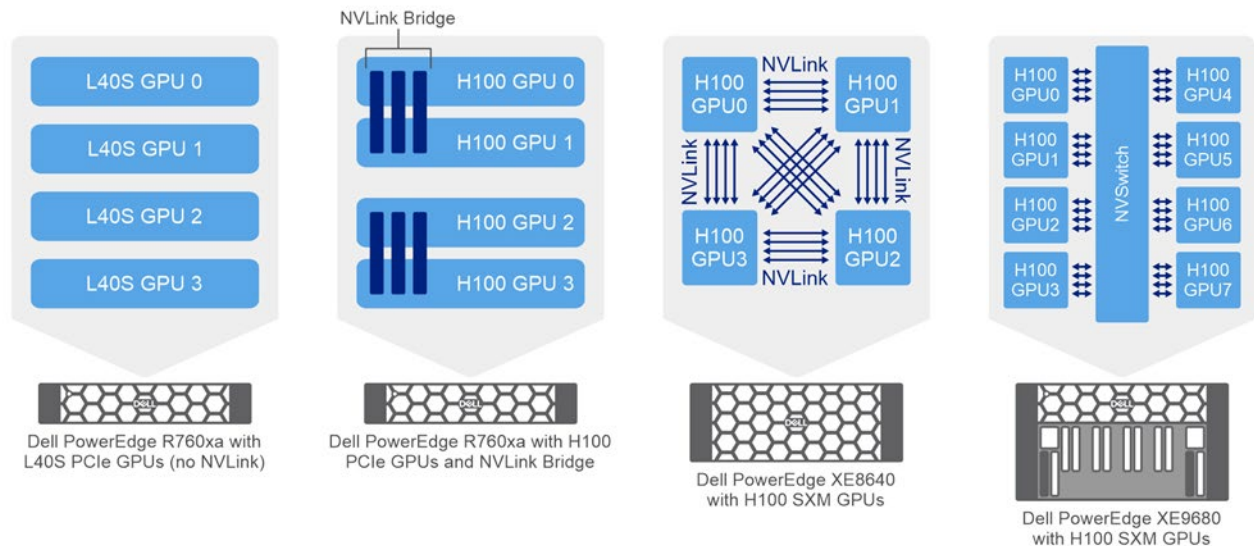 NVLink Bridge
L40S GPU 0
L40S GPU 1
L40S GPU 2
L40S GPU 3
DELL
Dell PowerEdge R760xa with
L40S PCIe GPUs (no NVLink)
H100 GPU 0
H100 GPU 1
H100 GPU 2
H100 GPU 3
DELL
Dell PowerEdge R760xa with H100
PCIe GPUs and NVLink Bridge
NVLink
H100
GPU0
H100
GPU1
NVLink
NVLink
H100
GPU3
H100
GPU2
NVLink
DELL
Dell PowerEdge XE8640
with H100 SXM GPUs
H100
GPU0
H100
GPU1
H100
GPU2
H100
GPU3
NVSwitch
H100
GPU4
H100
GPU5
H100
GPU6
H100
GPU7
DELL
Dell PowerEdge XE9680
with H100 SXM GPUs